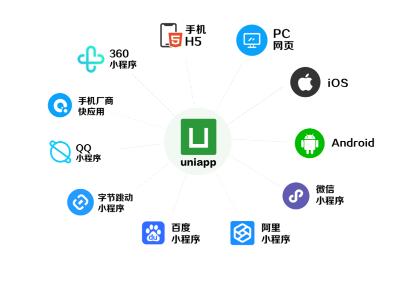 手机
H5
PC
网页
iOS
Android
微信
小程序
阿里
小程序
百度
小程序
字节跳动
小程序
QQ
小程序
手机厂商
快应用
360
小程序
U
uniapp
5
du